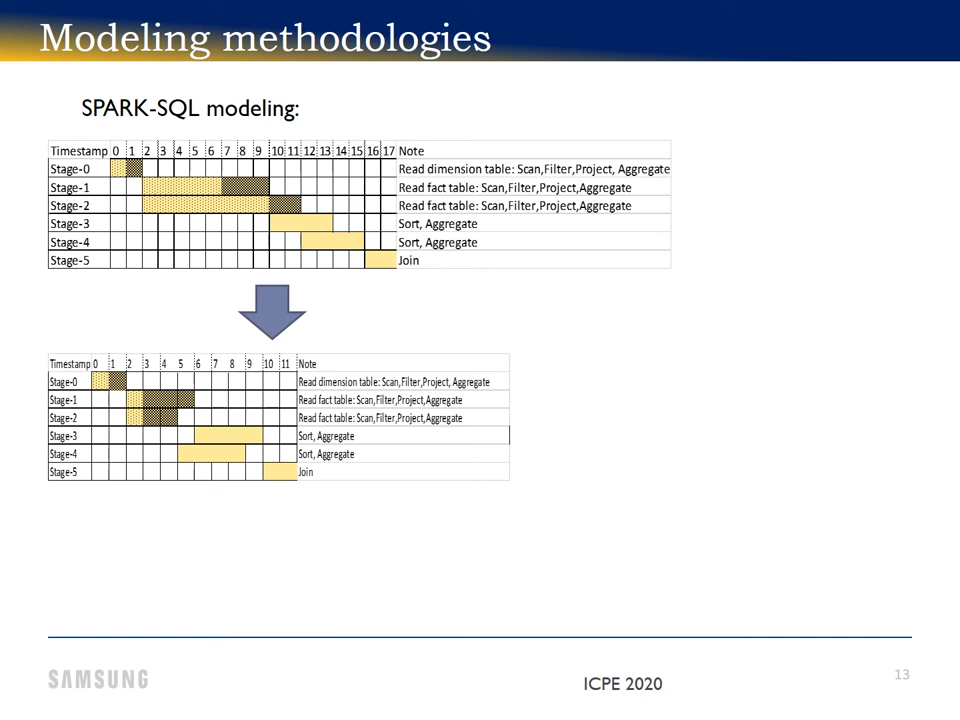 Modeling methodologies
SPARK-SQL modeling:
Timestamp 0 1 2 3 4 5 6 7 8 9 10 11 12 13 14 15 16 17 Note
Stage-0 Read dimension table: Scan,Filter,Project, Aggregate
Stage-1 Read fact table: Scan,Filter,Project,Aggregate
Stage-2 Read fact table: Scan,Filter,Project,Aggregate
Stage-3 Sort, Aggregate
Stage-4 Sort, Aggregate
Stage-5 Join
Timestamp 0 1 2 3 4 5 6 7 8 9 10 11 Note
Stage-0 Read dimension table: Scan,Filter,Project, Aggregate
Stage-1 Read fact table: Scan,Filter,Project,Aggregate
Stage-2 Read fact table: Scan,Filter,Project,Aggregate
Stage-3 Sort, Aggregate
Stage-4 Sort, Aggregate
Stage-5 Join
SAMSUNG
ICPE 2020
13